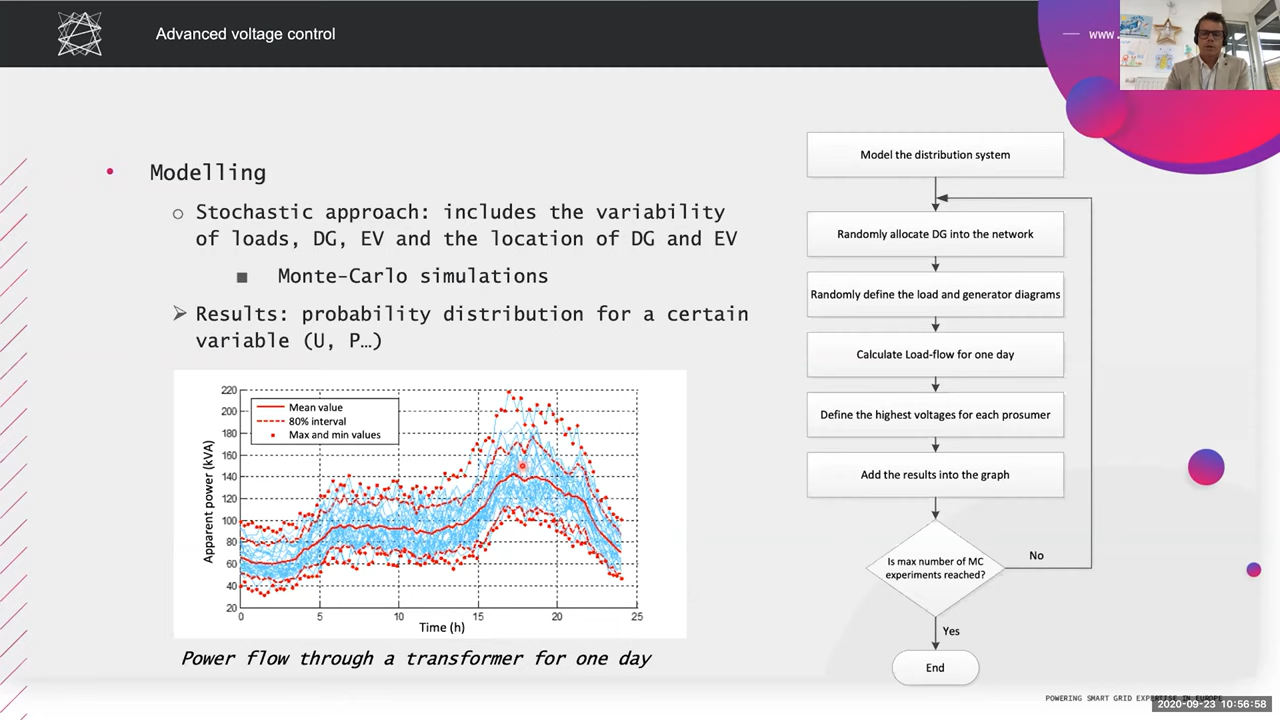 Advanced voltage control
www.
Modelling
Stochastic approach: includes the variability
of loads, DG, EV and the location of DG and EV
Monte-Carlo simulations
Results: probability distribution for a certain
variable (U, P…)
220
200
180
160
140
120
100
80
60
40
20
Apparent power (kVA)
Mean value
80% interval
Max and min values
0
5
10
15
20
25
Time (h)
Power flow through a transformer for one day
Model the distribution system
Randomly allocate DG into the network
Randomly define the load and generator diagrams
Calculate Load-flow for one day
Define the highest voltages for each prosumer
Add the results into the graph
Is max number of MC
experiments reached?
No
Yes
End
POWERING SMART GRID EXPERTISE IN EUROPE
2020-09-23 10:56:58